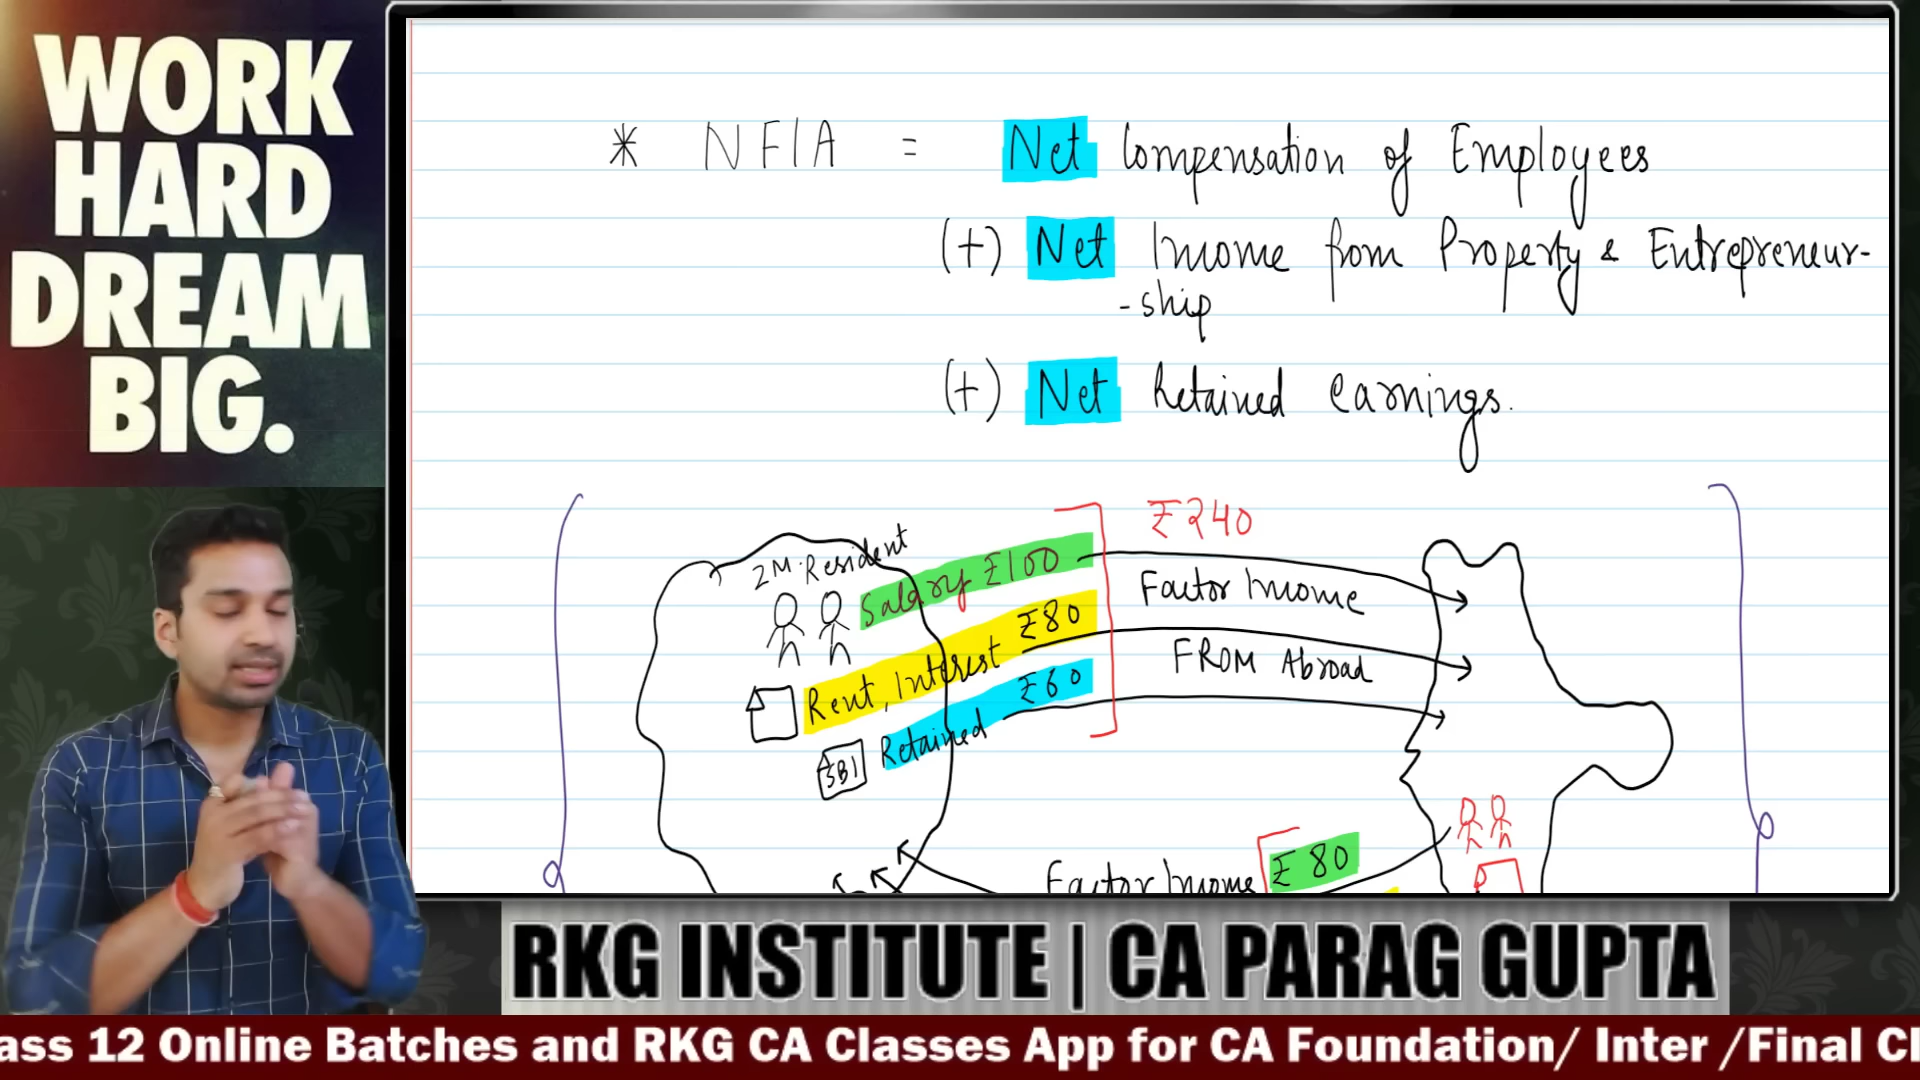 WORK
HARD
DREAM
BIG.
* NFIA = Net Compensation of Employees
(+) Net Income from Property & Entrepreneur-
-ship
(+) Net Retained earnings.
₹240
2M. Resident
Salary ₹100
Factor Income
Rent, Interest ₹80
FROM Abroad
Retained ₹60
SBI
Factor Income ₹80
RKG INSTITUTE | CA PARAG GUPTA
ass 12 Online Batches and RKG CA Classes App for CA Foundation/ Inter /Final Cl